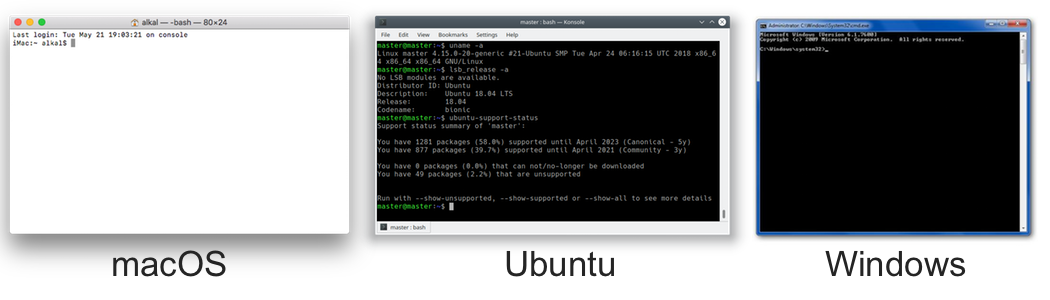 alkal — -bash — 80×24
Last login: Tue May 21 19:03:21 on console
iMac:~ alkal$
master : bash — Konsole
File Edit View Bookmarks Settings Help
master@master:~$ uname -a
Linux master 4.15.0-20-generic #21-Ubuntu SMP Tue Apr 24 06:16:15 UTC 2018 x86_6
4 x86_64 x86_64 GNU/Linux
master@master:~$ lsb_release -a
No LSB modules are available.
Distributor ID: Ubuntu
Description: Ubuntu 18.04 LTS
Release: 18.04
Codename: bionic
master@master:~$ ubuntu-support-status
Support status summary of 'master':
You have 1281 packages (58.0%) supported until April 2023 (Canonical - 5y)
You have 877 packages (39.7%) supported until April 2021 (Community - 3y)
You have 0 packages (0.0%) that can not/no-longer be downloaded
You have 49 packages (2.2%) that are unsupported
Run with --show-unsupported, --show-supported or --show-all to see more details
master@master:~$
master : bash
Administrator: C:\Windows\System32\cmd.exe
Microsoft Windows [Version 6.1.7600]
Copyright (c) 2009 Microsoft Corporation. All rights reserved.
C:\Windows\system32>_
macOS
Ubuntu
Windows